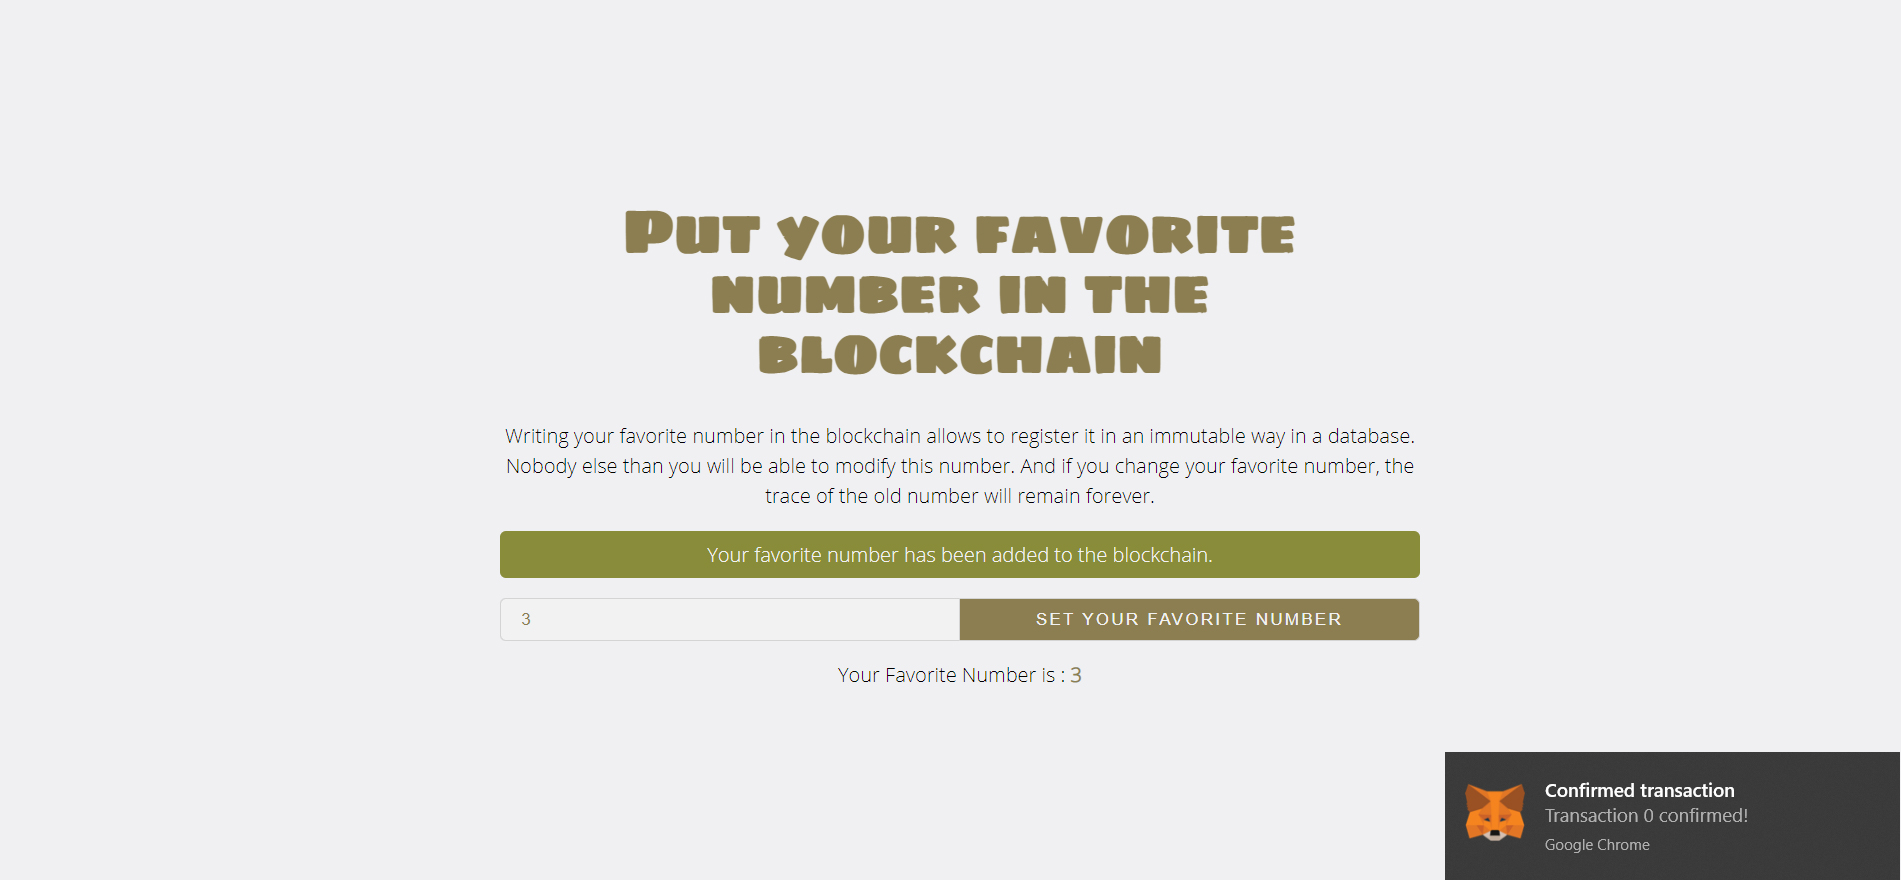 Put your favorite
number in the
blockchain
Writing your favorite number in the blockchain allows to register it in an immutable way in a database.
Nobody else than you will be able to modify this number. And if you change your favorite number, the
trace of the old number will remain forever.
Your favorite number has been added to the blockchain.
3
SET YOUR FAVORITE NUMBER
Your Favorite Number is : 3
Confirmed transaction
Transaction 0 confirmed!
Google Chrome